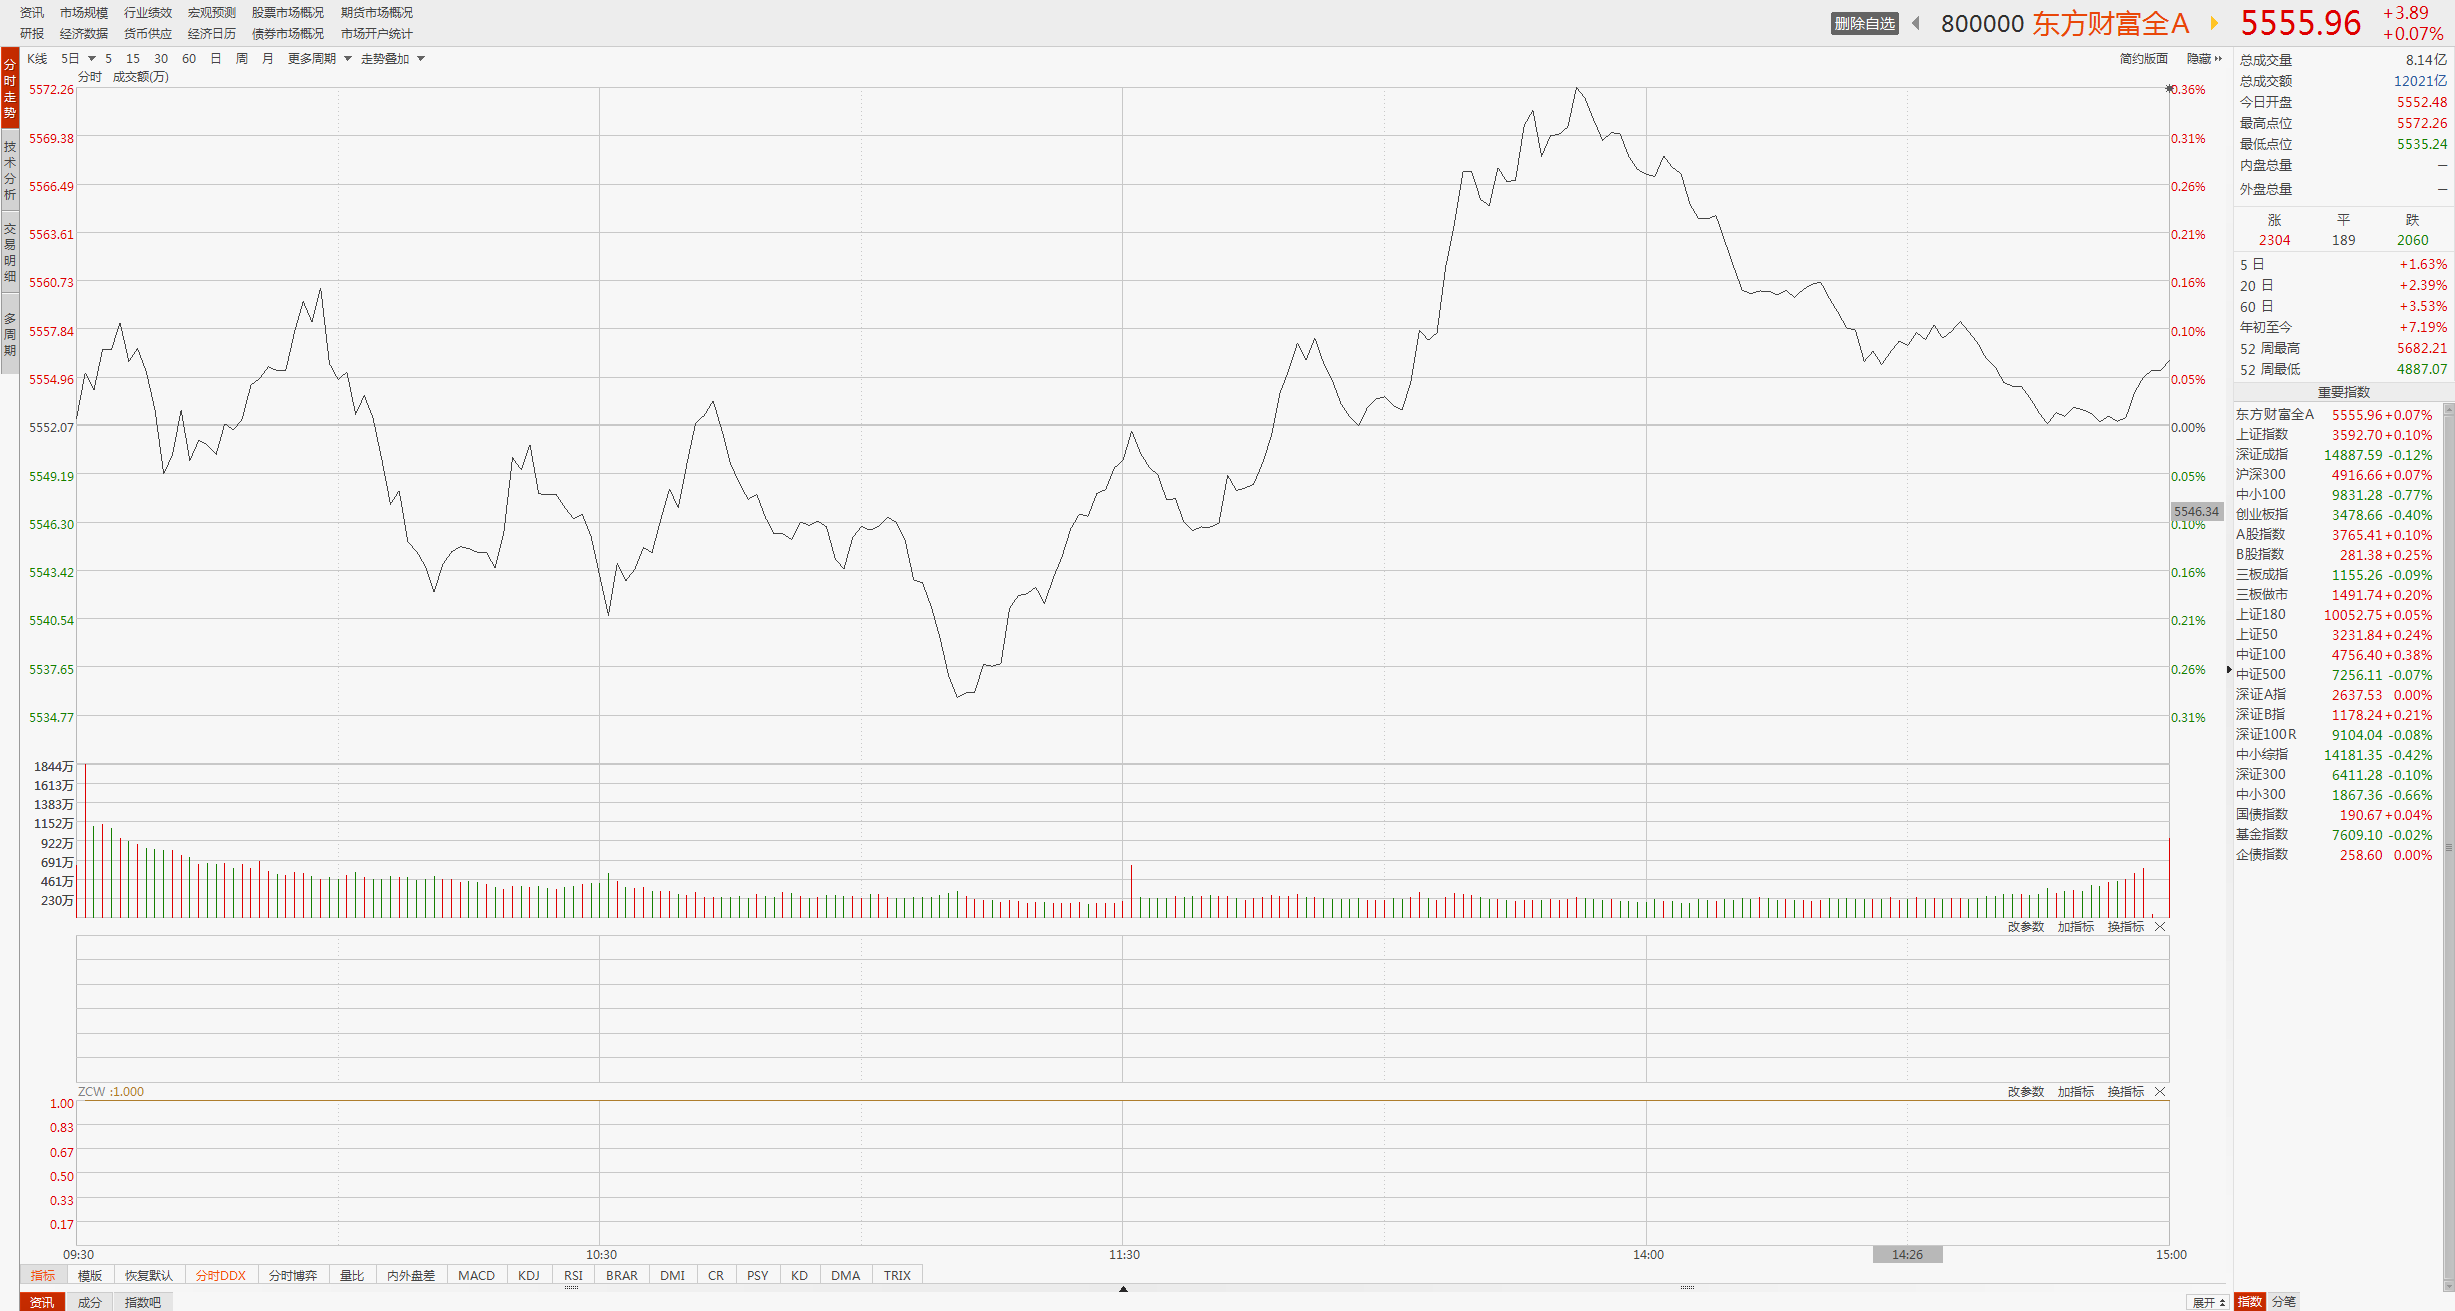 资讯 市场规模 行业绩效 宏观预测 股票市场概况 期货市场概况
研报 经济数据 货币供应 经济日历 债券市场概况 市场开户统计
删除自选 800000 东方财富全A 5555.96 +3.89 +0.07%
K线 5日 5 15 30 60 日 周 月 更多周期 走势叠加 简约版面 隐藏
分时走势
技术分析
交易明细
多周期
分时 成交额(万)
5572.26 0.36%
5569.38 0.31%
5566.49 0.26%
5563.61 0.21%
5560.73 0.16%
5557.84 0.10%
5554.96 0.05%
5552.07 0.00%
5549.19 0.05%
5546.34
5546.30 0.10%
5543.42 0.16%
5540.54 0.21%
5537.65 0.26%
5534.77 0.31%
1844万
1613万
1383万
1152万
922万
691万
461万
230万
改参数 加指标 换指标
ZCW :1.000 改参数 加指标 换指标
1.00
0.83
0.67
0.50
0.33
0.17
09:30 10:30 11:30 14:00 14:26 15:00
指标 模版 恢复默认 分时DDX 分时博弈 量比 内外盘差 MACD KDJ RSI BRAR DMI CR PSY KD DMA TRIX
资讯 成分 指数吧 展开
总成交量 8.14亿
总成交额 12021亿
今日开盘 5552.48
最高点位 5572.26
最低点位 5535.24
内盘总量 —
外盘总量 —
涨 平 跌
2304 189 2060
5 日 +1.63%
20 日 +2.39%
60 日 +3.53%
年初至今 +7.19%
52 周最高 5682.21
52 周最低 4887.07
重要指数
东方财富全A 5555.96 +0.07%
上证指数 3592.70 +0.10%
深证成指 14887.59 -0.12%
沪深300 4916.66 +0.07%
中小100 9831.28 -0.77%
创业板指 3478.66 -0.40%
A股指数 3765.41 +0.10%
B股指数 281.38 +0.25%
三板成指 1155.26 -0.09%
三板做市 1491.74 +0.20%
上证180 10052.75 +0.05%
上证50 3231.84 +0.24%
中证100 4756.40 +0.38%
中证500 7256.11 -0.07%
深证A指 2637.53 0.00%
深证B指 1178.24 +0.21%
深证100R 9104.04 -0.08%
中小综指 14181.35 -0.42%
深证300 6411.28 -0.10%
中小300 1867.36 -0.66%
国债指数 190.67 +0.04%
基金指数 7609.10 -0.02%
企债指数 258.60 0.00%
指数 分笔